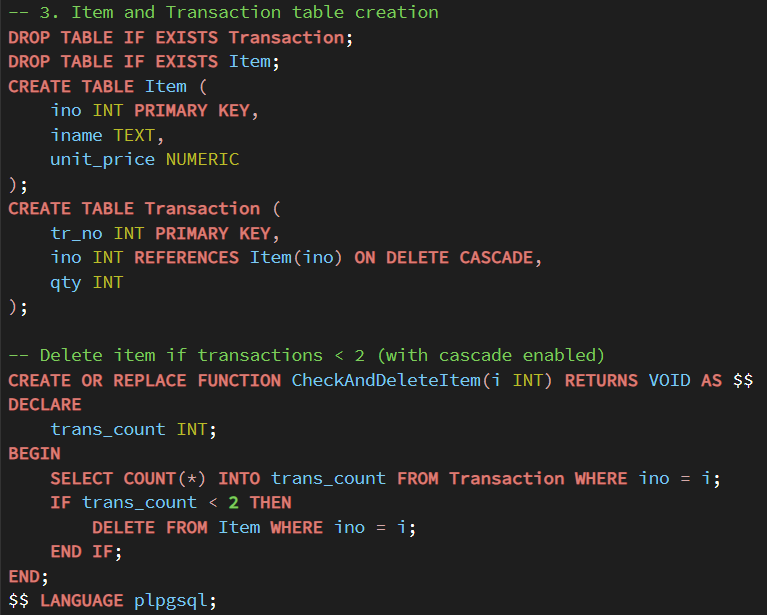 -- 3. Item and Transaction table creation
DROP TABLE IF EXISTS Transaction;
DROP TABLE IF EXISTS Item;
CREATE TABLE Item (
    ino INT PRIMARY KEY,
    iname TEXT,
    unit_price NUMERIC
);
CREATE TABLE Transaction (
    tr_no INT PRIMARY KEY,
    ino INT REFERENCES Item(ino) ON DELETE CASCADE,
    qty INT
);

-- Delete item if transactions < 2 (with cascade enabled)
CREATE OR REPLACE FUNCTION CheckAndDeleteItem(i INT) RETURNS VOID AS $$
DECLARE
    trans_count INT;
BEGIN
    SELECT COUNT(*) INTO trans_count FROM Transaction WHERE ino = i;
    IF trans_count < 2 THEN
        DELETE FROM Item WHERE ino = i;
    END IF;
END;
$$ LANGUAGE plpgsql;